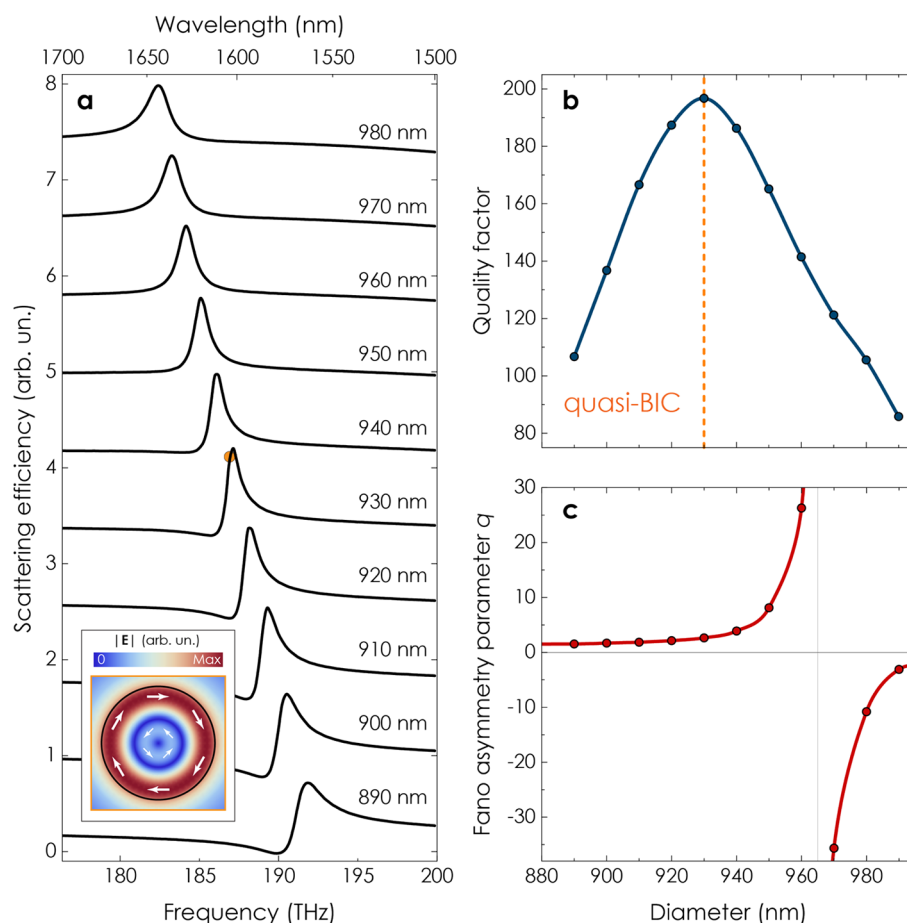 Wavelength (nm)
1700 1650 1600 1550 1500
a
Scattering efficiency (arb. un.)
8
7
6
5
4
3
2
1
0
980 nm
970 nm
960 nm
950 nm
940 nm
930 nm
920 nm
910 nm
900 nm
890 nm
|E| (arb. un.)
0 Max
180 185 190 195 200
Frequency (THz)
b
Quality factor
200
180
160
140
120
100
80
quasi-BIC
c
Fano asymmetry parameter q
30
20
10
0
-10
-20
-30
880 900 920 940 960 980
Diameter (nm)